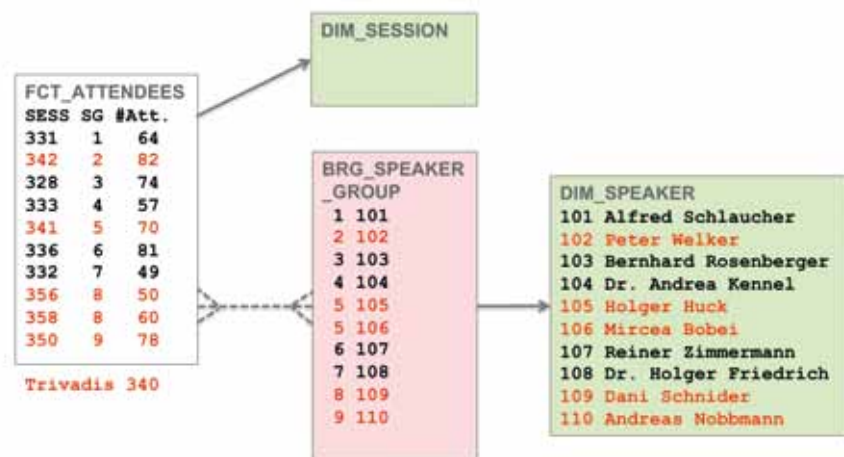 DIM_SESSION
FCT_ATTENDEES
SESS SG #Att.
331 1 64
342 2 82
328 3 74
333 4 57
341 5 70
336 6 81
332 7 49
356 8 50
358 8 60
350 9 78
Trivadis 340
BRG_SPEAKER
_GROUP
1 101
2 102
3 103
4 104
5 105
5 106
6 107
7 108
8 109
9 110
DIM_SPEAKER
101 Alfred Schlaucher
102 Peter Welker
103 Bernhard Rosenberger
104 Dr. Andrea Kennel
105 Holger Huck
106 Mircea Bobei
107 Reiner Zimmermann
108 Dr. Holger Friedrich
109 Dani Schnider
110 Andreas Nobbmann